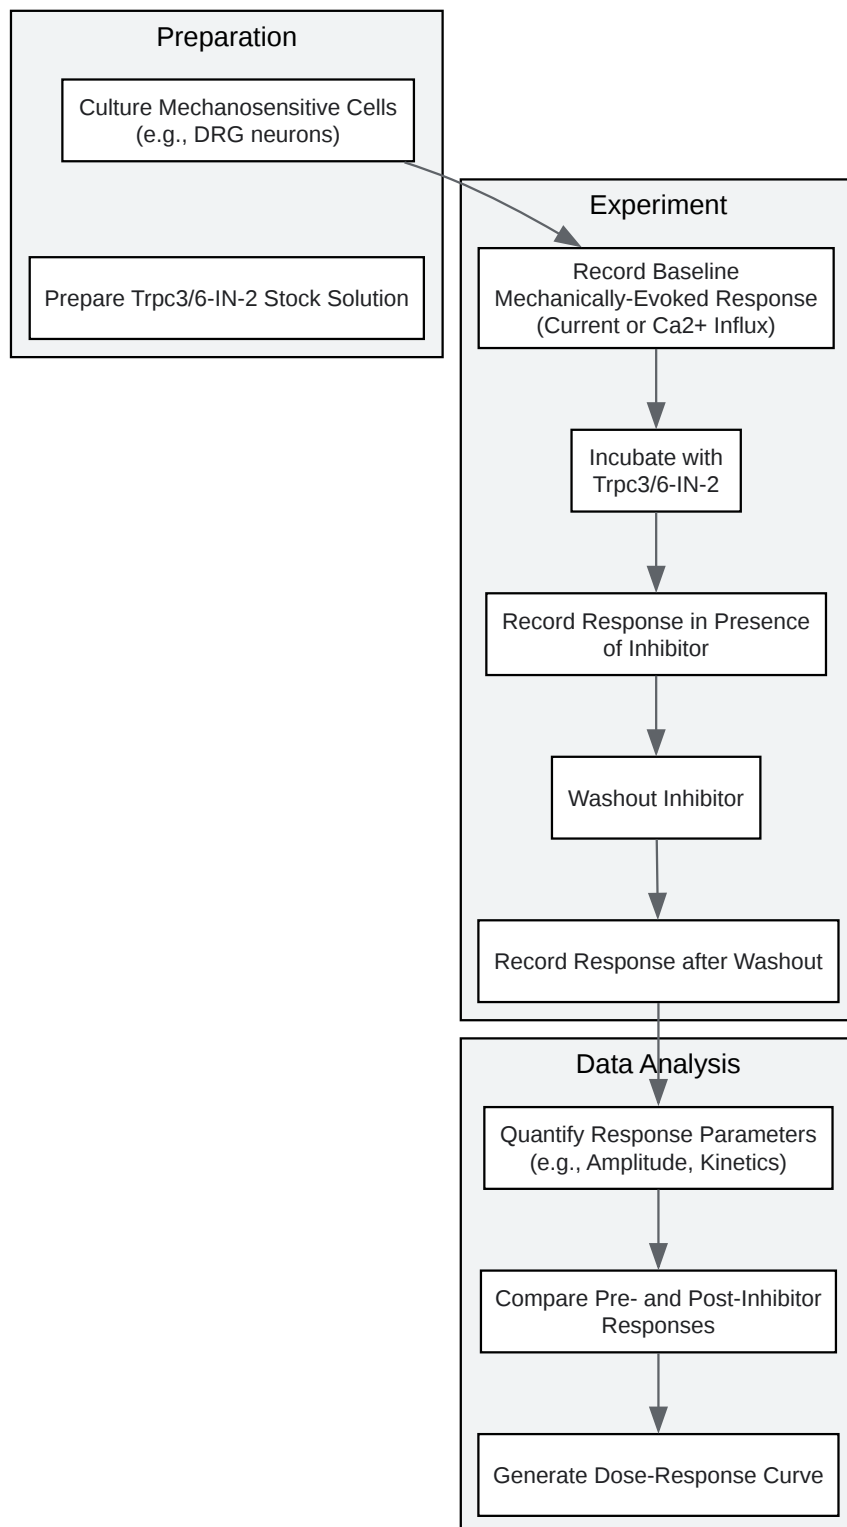 Preparation
Culture Mechanosensitive Cells
(e.g., DRG neurons)
Prepare Trpc3/6-IN-2 Stock Solution
Experiment
Record Baseline
Mechanically-Evoked Response
(Current or Ca2+ Influx)
Incubate with
Trpc3/6-IN-2
Record Response in Presence
of Inhibitor
Washout Inhibitor
Record Response after Washout
Data Analysis
Quantify Response Parameters
(e.g., Amplitude, Kinetics)
Compare Pre- and Post-Inhibitor
Responses
Generate Dose-Response Curve